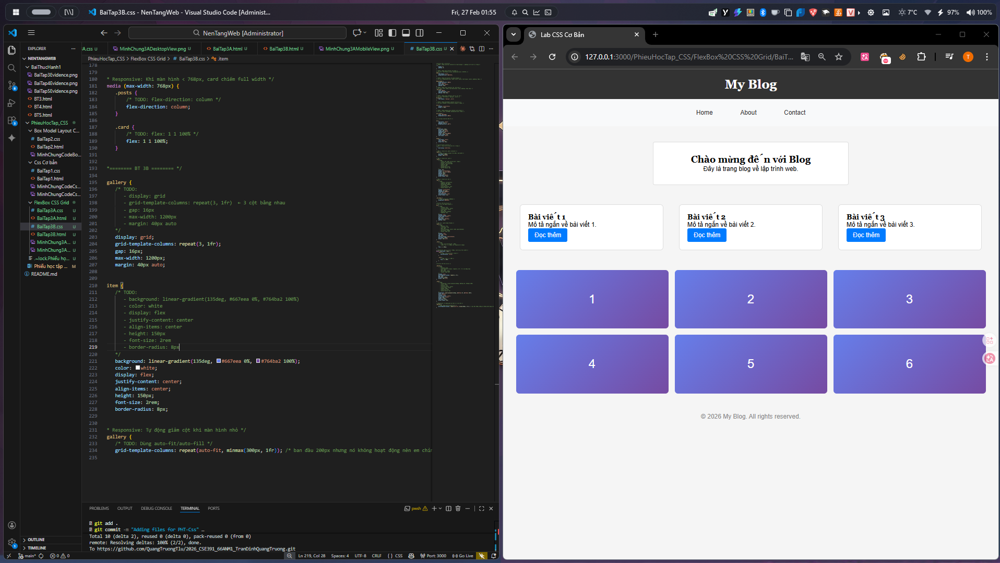 [\\]
BaiTap3B.css - NenTangWeb - Visual Studio Code [Administ...
Fri, 27 Feb 01:55
7°C
97%
100%
NenTangWeb [Administrator]
EXPLORER
NENTANGWEB
BaiThucHanh1
BaiTap3Evidence.png
BaiTap4Evidence.png
BaiTap5Evidence.png
BT3.html
BT4.html
BT5.html
PhieuHocTap_CSS
Box Model Layout C...
BaiTap2.css
BaiTap2.html
MinhChungCodeBo...
Css Cơ bản
BaiTap1.css
BaiTap1.html
MinhChungCodeCs...
MinhChungCodeCs...
FlexBox CSS Grid
BaiTap3A.css U
BaiTap3A.html U
BaiTap3B.css U
BaiTap3B.html U
MinhChung3A... U
MinhChung3A... U
.~lock.Phiếu họ... U
Phiếu học tập ... M
README.md
OUTLINE
TIMELINE
A.css U
MinhChung3ADesktopView.png U
BaiTap3A.html U
BaiTap3B.html U
MinhChung3AMobileView.png U
BaiTap3B.css U
PhieuHocTap_CSS > FlexBox CSS Grid > BaiTap3B.css > .item
178
179
180 * Responsive: Khi màn hình < 768px, card chiếm full width */
181 media (max-width: 768px) {
182 .posts {
183 /* TODO: flex-direction: column */
184 flex-direction: column;
185 }
186
187 .card {
188 /* TODO: flex: 1 1 100% */
189 flex: 1 1 100%;
190 }
191
192
193 *======== BT 3B ======== */
194
195 gallery {
196 /* TODO:
197 - display: grid
198 - grid-template-columns: repeat(3, 1fr) ← 3 cột bằng nhau
199 - gap: 16px
200 - max-width: 1200px
201 - margin: 40px auto
202 */
203 display: grid;
204 grid-template-columns: repeat(3, 1fr);
205 gap: 16px;
206 max-width: 1200px;
207 margin: 40px auto;
208
209
210 item {
211 /* TODO:
212 - background: linear-gradient(135deg, #667eea 0%, #764ba2 100%)
213 - color: white
214 - display: flex
215 - justify-content: center
216 - align-items: center
217 - height: 150px
218 - font-size: 2rem
219 - border-radius: 8px
220 */
221 background: linear-gradient(135deg, #667eea 0%, #764ba2 100%);
222 color: white;
223 display: flex;
224 justify-content: center;
225 align-items: center;
226 height: 150px;
227 font-size: 2rem;
228 border-radius: 8px;
229
230
231 * Responsive: Tự động giảm cột khi màn hình nhỏ */
232 gallery {
233 /* TODO: Dùng auto-fit/auto-fill */
234 grid-template-columns: repeat(auto-fit, minmax(300px, 1fr)); /* ban đầu 200px nhưng nó không hoạt động nên em chỉn
235
PROBLEMS OUTPUT DEBUG CONSOLE TERMINAL PORTS
pwsh
git add .
git commit -m "Adding files for PHT-Css" …
Total 10 (delta 2), reused 0 (delta 0), pack-reused 0 (from 0)
remote: Resolving deltas: 100% (2/2), done.
To https://github.com/QuangTruongTlu/2026_CSE391_66ANM1_TranDinhQuangTruong.git
main* 0 0 Ln 219, Col 28 Spaces: 4 UTF-8 CRLF { } CSS Port: 3000 Go Live
Lab CSS Cơ Bản
127.0.0.1:3000/PhieuHocTap_CSS/FlexBox%20CSS%20Grid/BaiT...
T
My Blog
Home About Contact
Chào mừng đến với Blog
Đây là trang blog về lập trình web.
Bài viết 1
Mô tả ngắn về bài viết 1.
Đọc thêm
Bài viết 2
Mô tả ngắn về bài viết 2.
Đọc thêm
Bài viết 3
Mô tả ngắn về bài viết 3.
Đọc thêm
1 2 3
4 5 6
© 2026 My Blog. All rights reserved.